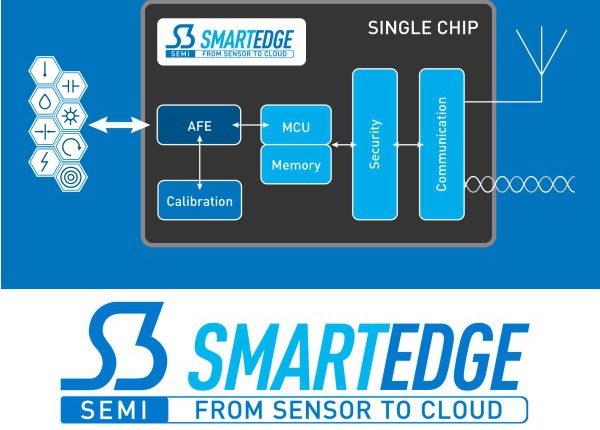 S3 SMARTEDGE
SEMI FROM SENSOR TO CLOUD
SINGLE CHIP
AFE
MCU
Memory
Calibration
Security
Communication
S3 SMARTEDGE
SEMI FROM SENSOR TO CLOUD